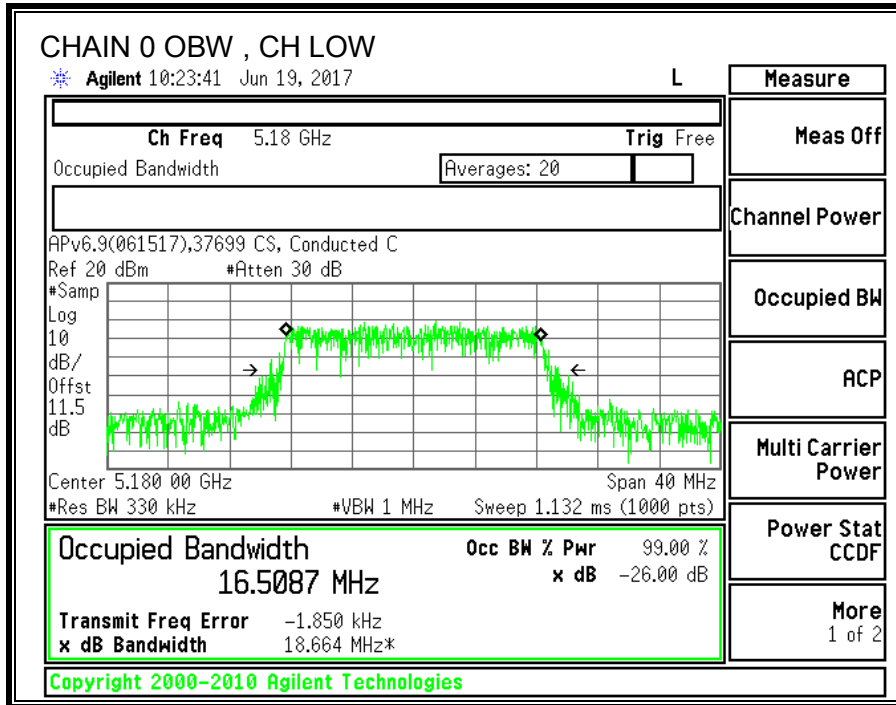 CHAIN 0 OBW , CH LOW
Agilent 10:23:41 Jun 19, 2017 L
Measure
Ch Freq 5.18 GHz Trig Free
Meas Off
Occupied Bandwidth Averages: 20
Channel Power
APv6.9(061517),37699 CS, Conducted C
Ref 20 dBm #Atten 30 dB
#Samp
Log
10
dB/
Offst
11.5
dB
Occupied BW
ACP
Center 5.180 00 GHz Span 40 MHz
#Res BW 330 kHz #VBW 1 MHz Sweep 1.132 ms (1000 pts)
Multi Carrier
Power
Occupied Bandwidth Occ BW % Pwr 99.00 %
16.5087 MHz x dB -26.00 dB
Power Stat
CCDF
Transmit Freq Error -1.850 kHz
x dB Bandwidth 18.664 MHz*
More
1 of 2
Copyright 2000-2010 Agilent Technologies